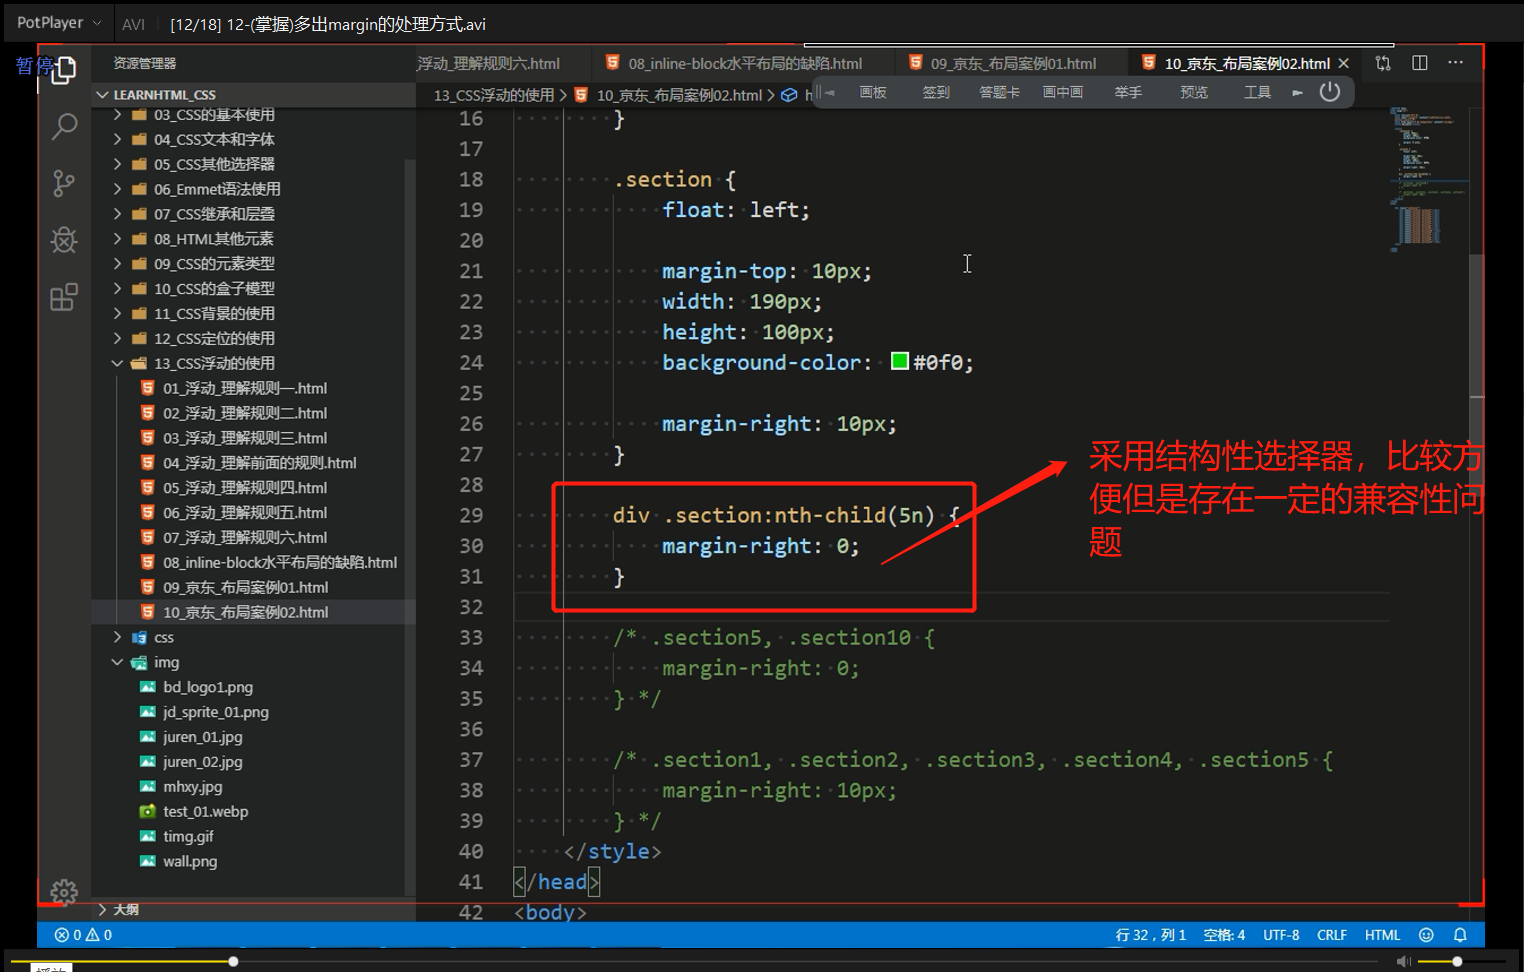 PotPlayer AVI [12/18] 12-(掌握)多出margin的处理方式.avi
暂停
资源管理器
浮动_理解规则六.html 08_inline-block水平布局的缺陷.html 09_京东_布局案例01.html 10_京东_布局案例02.html
LEARNHTML_CSS
13_CSS浮动的使用 > 10_京东_布局案例02.html > h
画板 签到 答题卡 画中画 举手 预览 工具
03_CSS的基本使用
04_CSS文本和字体
05_CSS其他选择器
06_Emmet语法使用
07_CSS继承和层叠
08_HTML其他元素
09_CSS的元素类型
10_CSS的盒子模型
11_CSS背景的使用
12_CSS定位的使用
13_CSS浮动的使用
01_浮动_理解规则一.html
02_浮动_理解规则二.html
03_浮动_理解规则三.html
04_浮动_理解前面的规则.html
05_浮动_理解规则四.html
06_浮动_理解规则五.html
07_浮动_理解规则六.html
08_inline-block水平布局的缺陷.html
09_京东_布局案例01.html
10_京东_布局案例02.html
css
img
bd_logo1.png
jd_sprite_01.png
juren_01.jpg
juren_02.jpg
mhxy.jpg
test_01.webp
timg.gif
wall.png
大纲
16 }
17
18 .section {
19 float: left;
20
21 margin-top: 10px;
22 width: 190px;
23 height: 100px;
24 background-color: #0f0;
25
26 margin-right: 10px;
27 }
28
29 div .section:nth-child(5n) {
30 margin-right: 0;
31 }
32
33 /* .section5, .section10 {
34 margin-right: 0;
35 } */
36
37 /* .section1, .section2, .section3, .section4, .section5 {
38 margin-right: 10px;
39 } */
40 </style>
41 </head>
42 <body>
采用结构性选择器，比较方
便但是存在一定的兼容性问
题
0 0 行 32，列 1 空格: 4 UTF-8 CRLF HTML